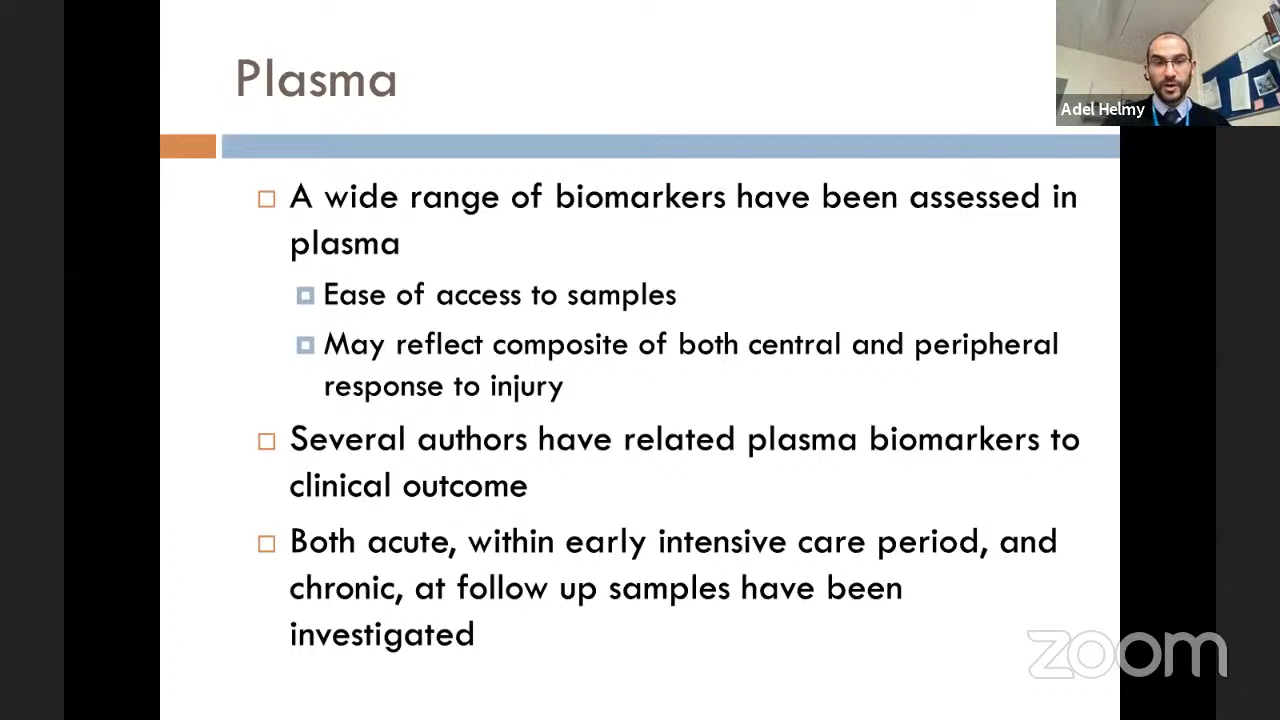 Plasma
Adel Helmy
A wide range of biomarkers have been assessed in
plasma
Ease of access to samples
May reflect composite of both central and peripheral
response to injury
Several authors have related plasma biomarkers to
clinical outcome
Both acute, within early intensive care period, and
chronic, at follow up samples have been
investigated
zoom